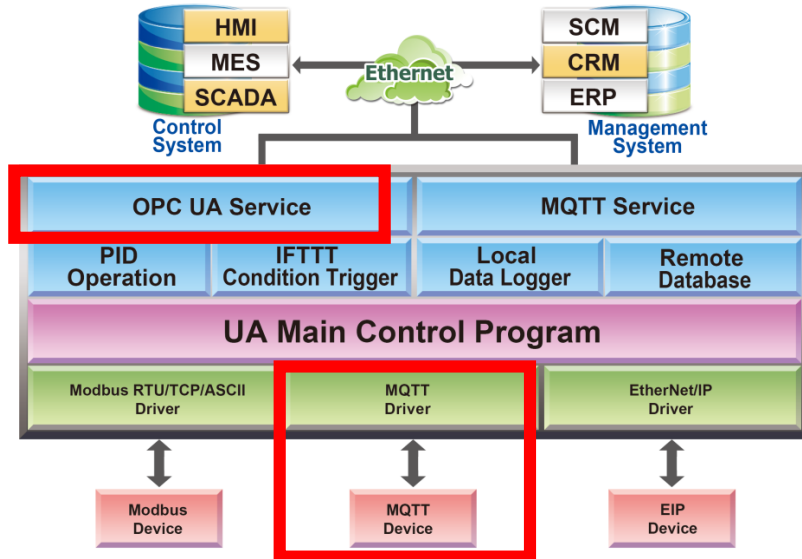 HMI
MES
SCADA
Control
System
Ethernet
SCM
CRM
ERP
Management
System
OPC UA Service
MQTT Service
PID
Operation
IFTTT
Condition Trigger
Local
Data Logger
Remote
Database
UA Main Control Program
Modbus RTU/TCP/ASCII
Driver
MQTT
Driver
EtherNet/IP
Driver
Modbus
Device
MQTT
Device
EIP
Device